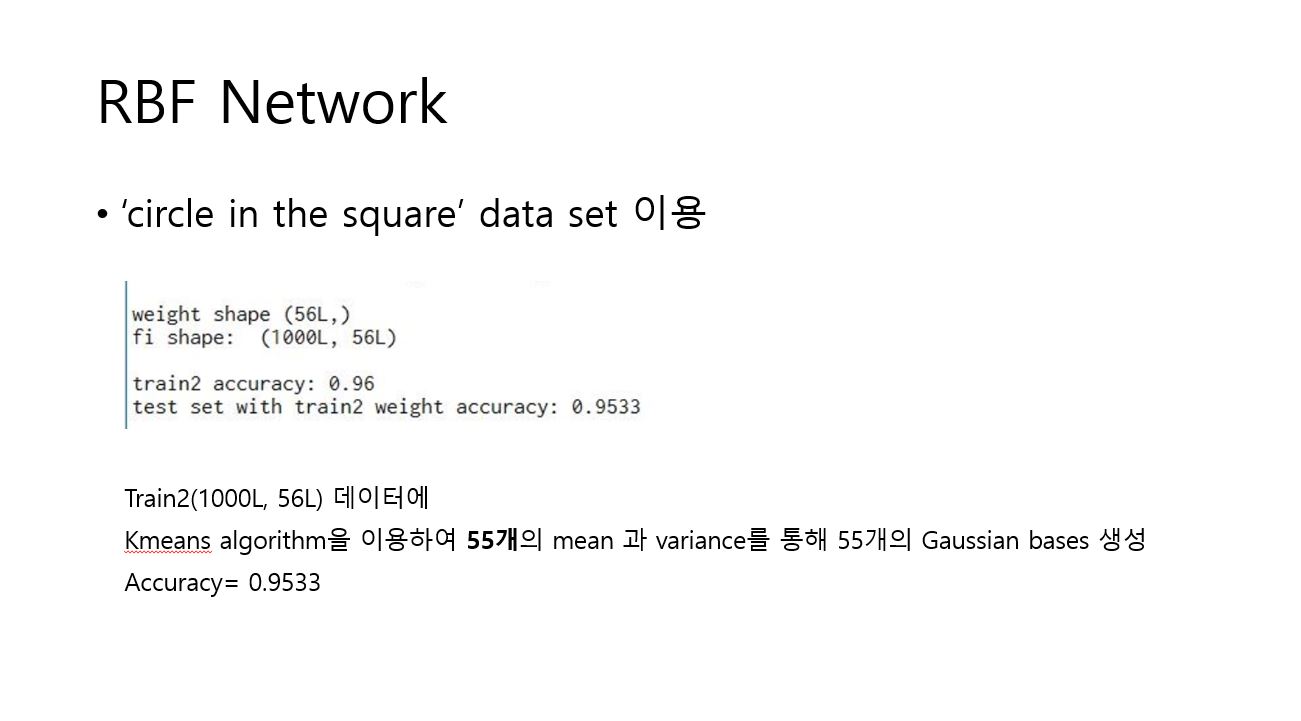 RBF Network
• ‘circle in the square’ data set 이용
weight shape (56L,)
fi shape:  (1000L, 56L)
train2 accuracy: 0.96
test set with train2 weight accuracy: 0.9533
Train2(1000L, 56L) 데이터에
Kmeans algorithm을 이용하여 55개의 mean 과 variance를 통해 55개의 Gaussian bases 생성
Accuracy= 0.9533